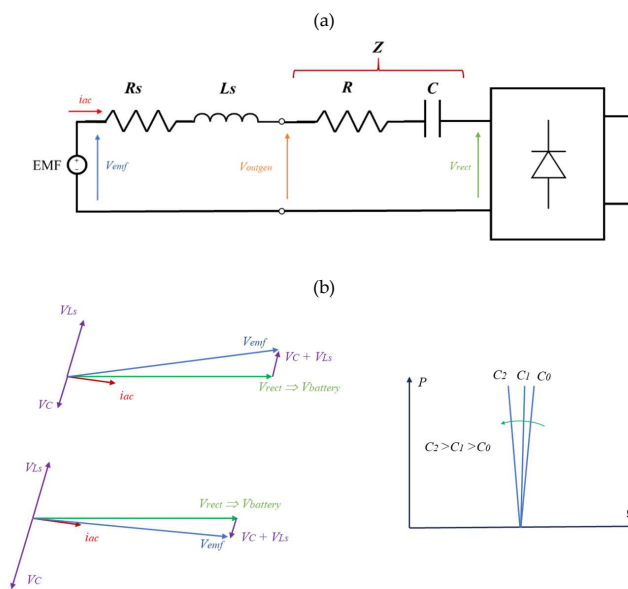 (a)
Z
iac
Rs
Ls
R
C
EMF
+
-
Vemf
Voutgen
Vrect
(b)
VLs
Vemf
VC + VLs
Vrect ⇒ Vbattery
VC
iac
VLs
Vrect ⇒ Vbattery
iac
Vemf
VC + VLs
VC
P
C2 C1 C0
C2 >C1 >C0